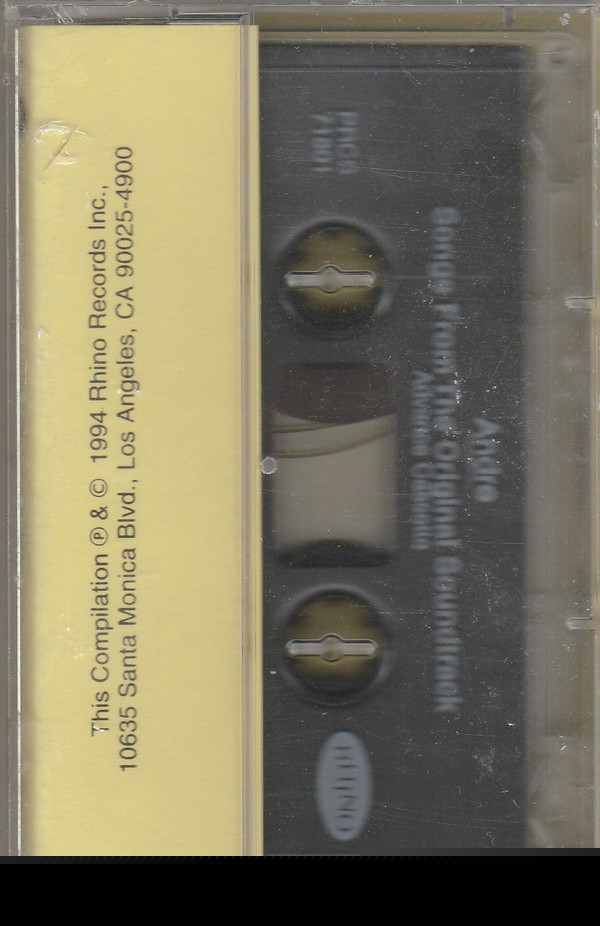 This Compilation ℗ & © 1994 Rhino Records Inc.,
10635 Santa Monica Blvd., Los Angeles, CA 90025-4900
Andre
Songs From The Original Soundtrack
RHINO